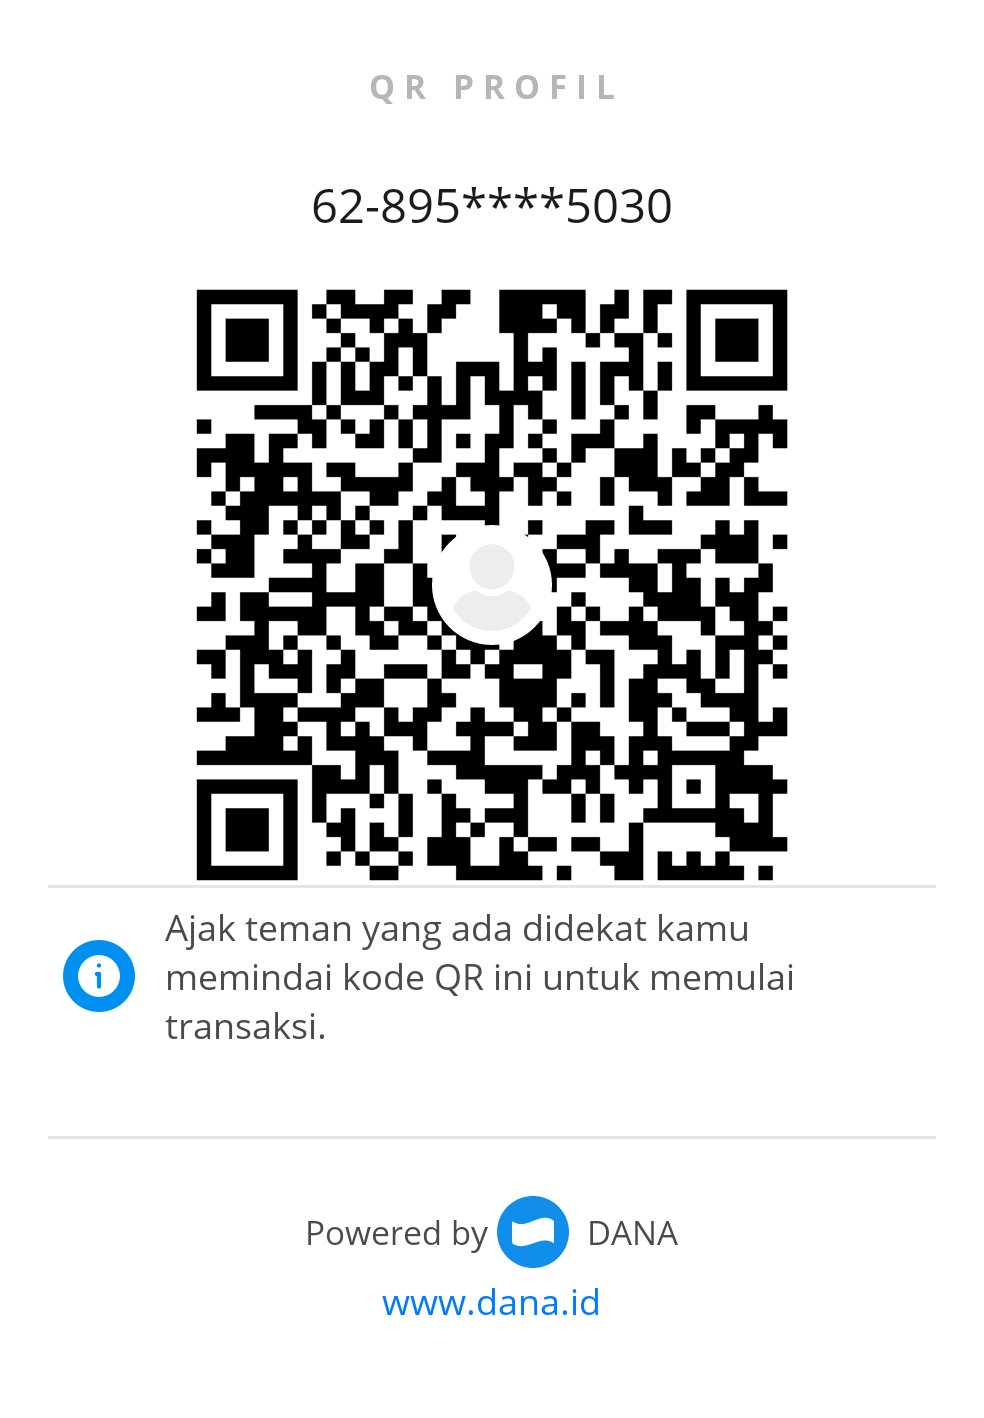 QR PROFIL
62-895****5030
Ajak teman yang ada didekat kamu
memindai kode QR ini untuk memulai
transaksi.
Powered by DANA
www.dana.id